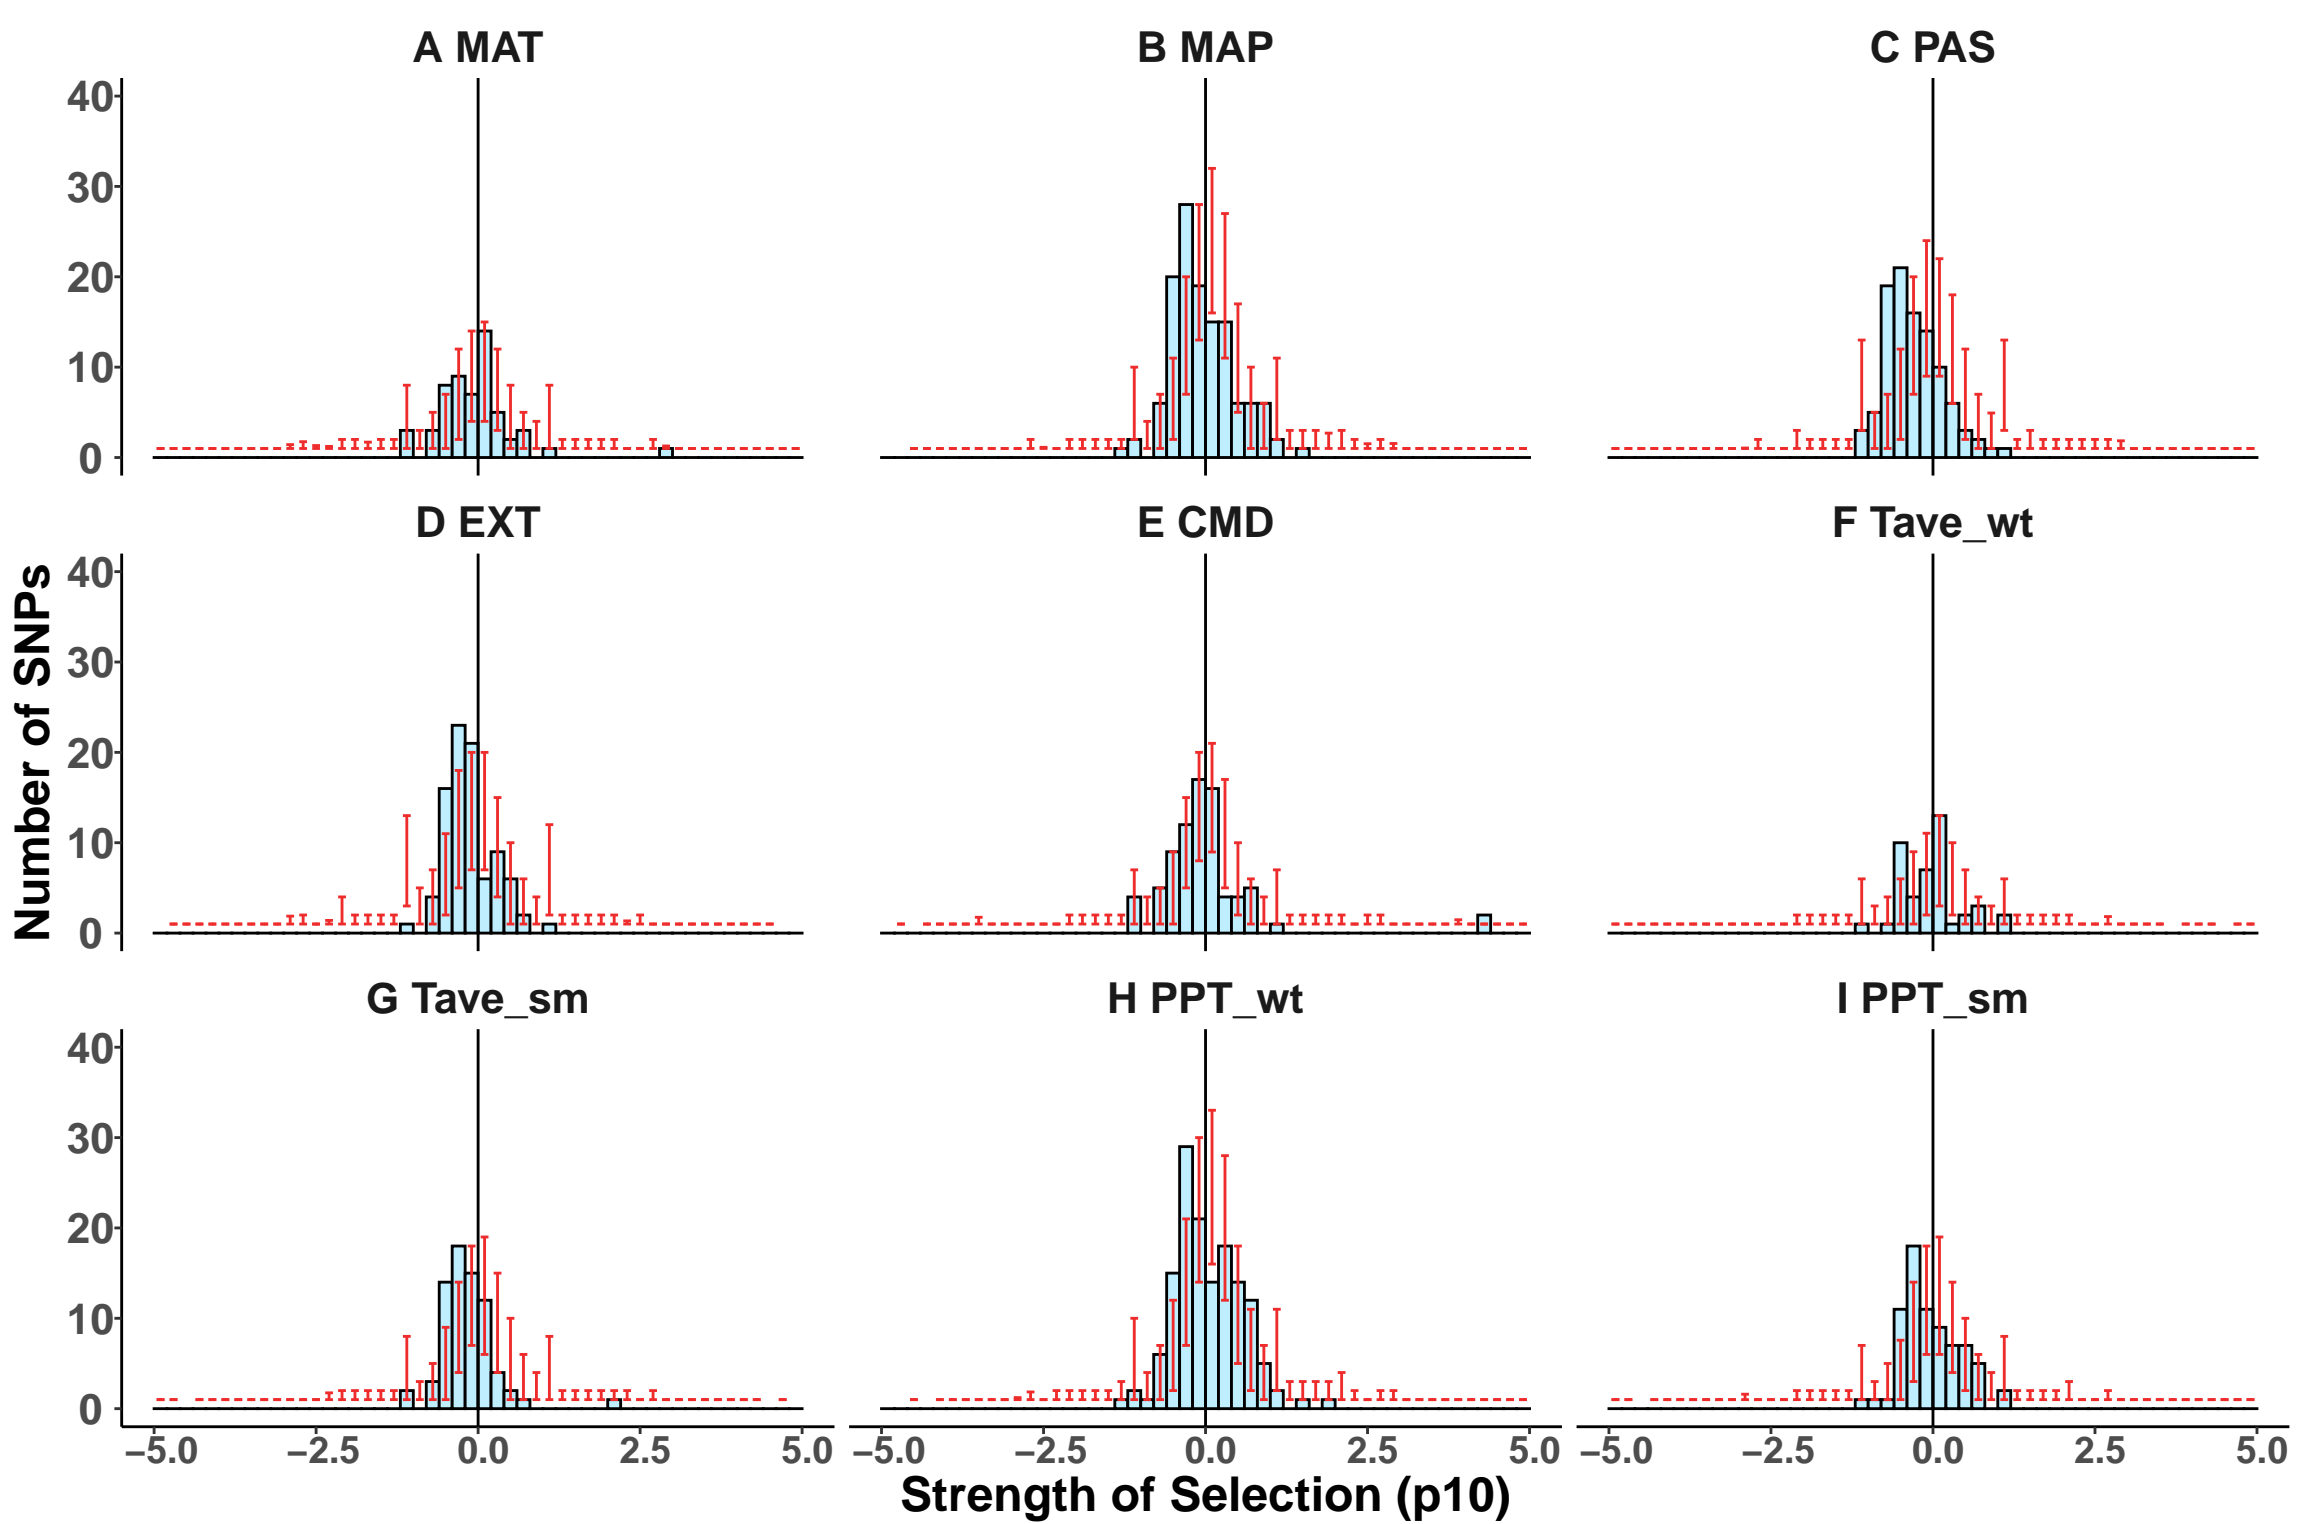 A MAT
B MAP
C PAS
40
30
20
10
0
D EXT
E CMD
F Tave_wt
Number of SNPs
40
30
20
10
0
G Tave_sm
H PPT_wt
I PPT_sm
40
30
20
10
0
−5.0 −2.5 0.0 2.5 5.0
−5.0 −2.5 0.0 2.5 5.0
−5.0 −2.5 0.0 2.5 5.0
Strength of Selection (p10)